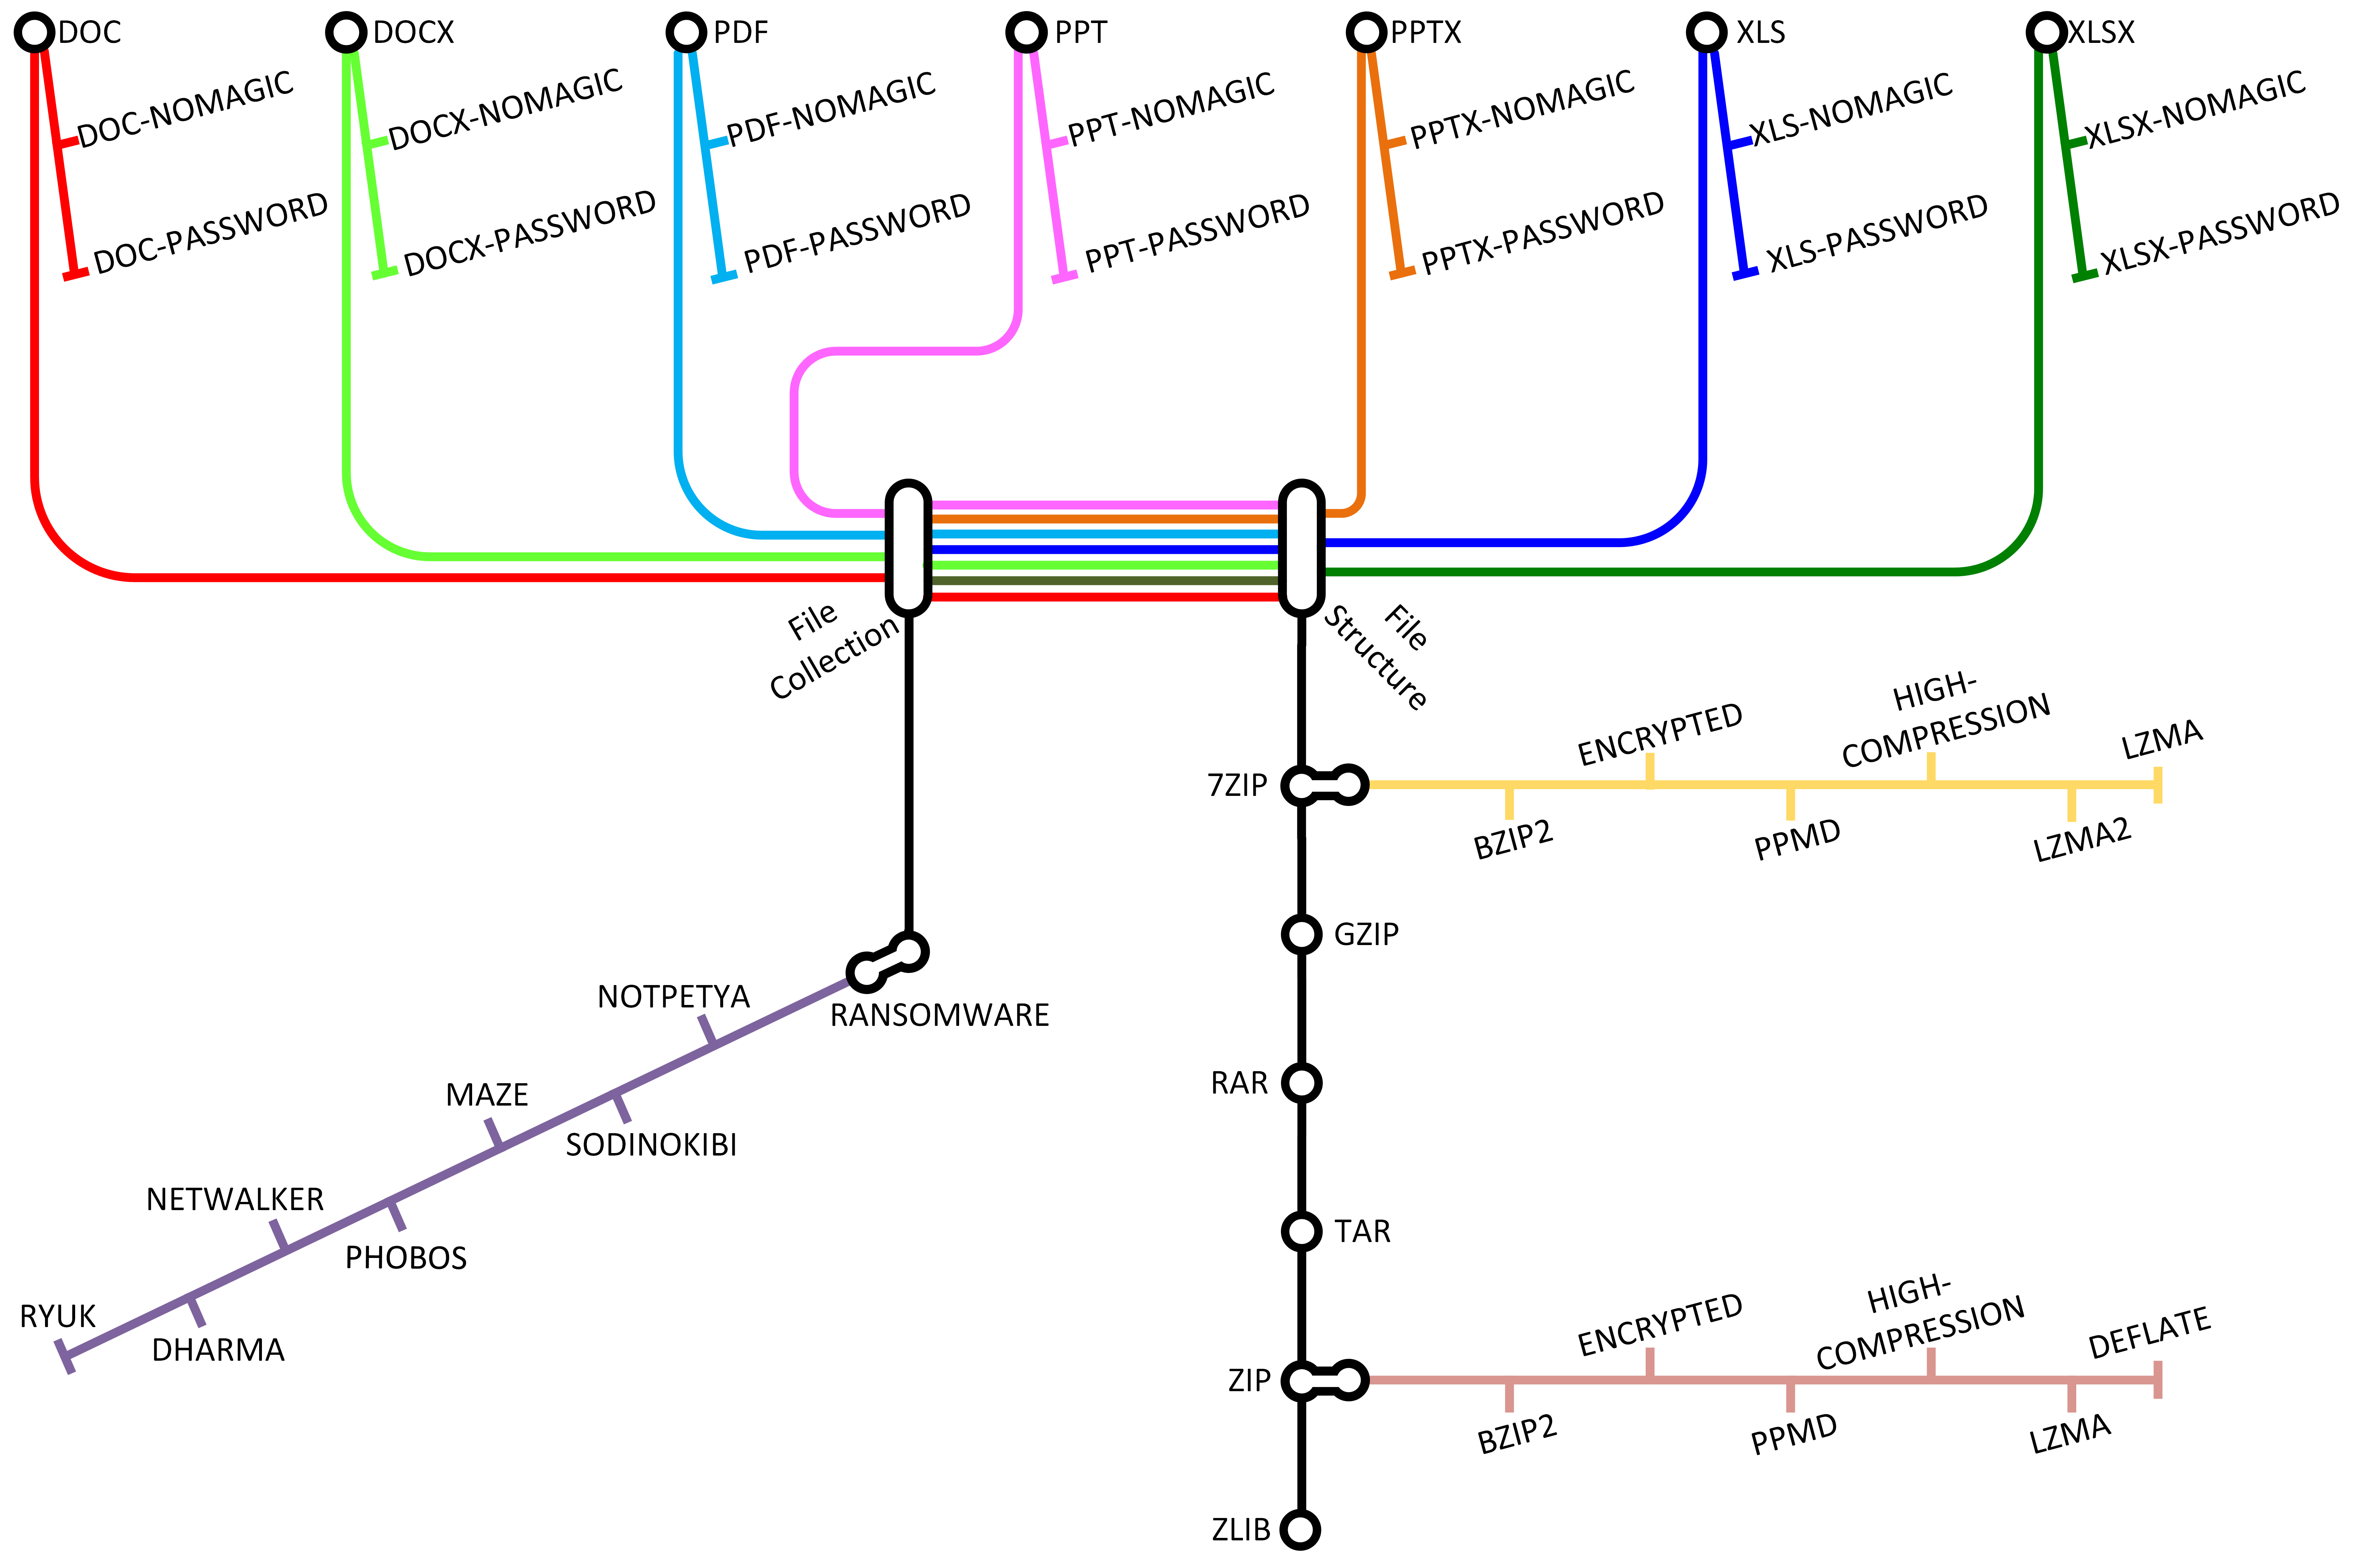 DOC
DOCX
PDF
PPT
PPTX
XLS
XLSX
DOC-NOMAGIC
DOCX-NOMAGIC
PDF-NOMAGIC
PPT-NOMAGIC
PPTX-NOMAGIC
XLS-NOMAGIC
XLSX-NOMAGIC
DOC-PASSWORD
DOCX-PASSWORD
PDF-PASSWORD
PPT-PASSWORD
PPTX-PASSWORD
XLS-PASSWORD
XLSX-PASSWORD
File
Collection
File
Structure
7ZIP
ENCRYPTED
HIGH-
COMPRESSION
LZMA
BZIP2
PPMD
LZMA2
GZIP
RANSOMWARE
NOTPETYA
RAR
MAZE
SODINOKIBI
NETWALKER
TAR
PHOBOS
RYUK
DHARMA
ZIP
ENCRYPTED
HIGH-
COMPRESSION
DEFLATE
BZIP2
PPMD
LZMA
ZLIB